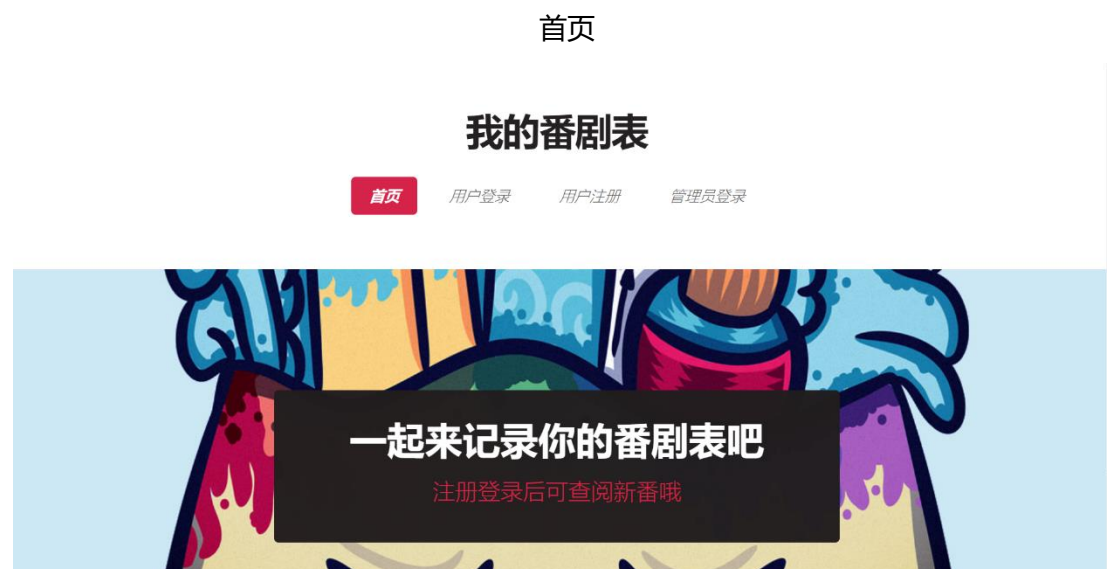 首页
我的番剧表
首页 用户登录 用户注册 管理员登录
一起来记录你的番剧表吧
注册登录后可查阅新番哦